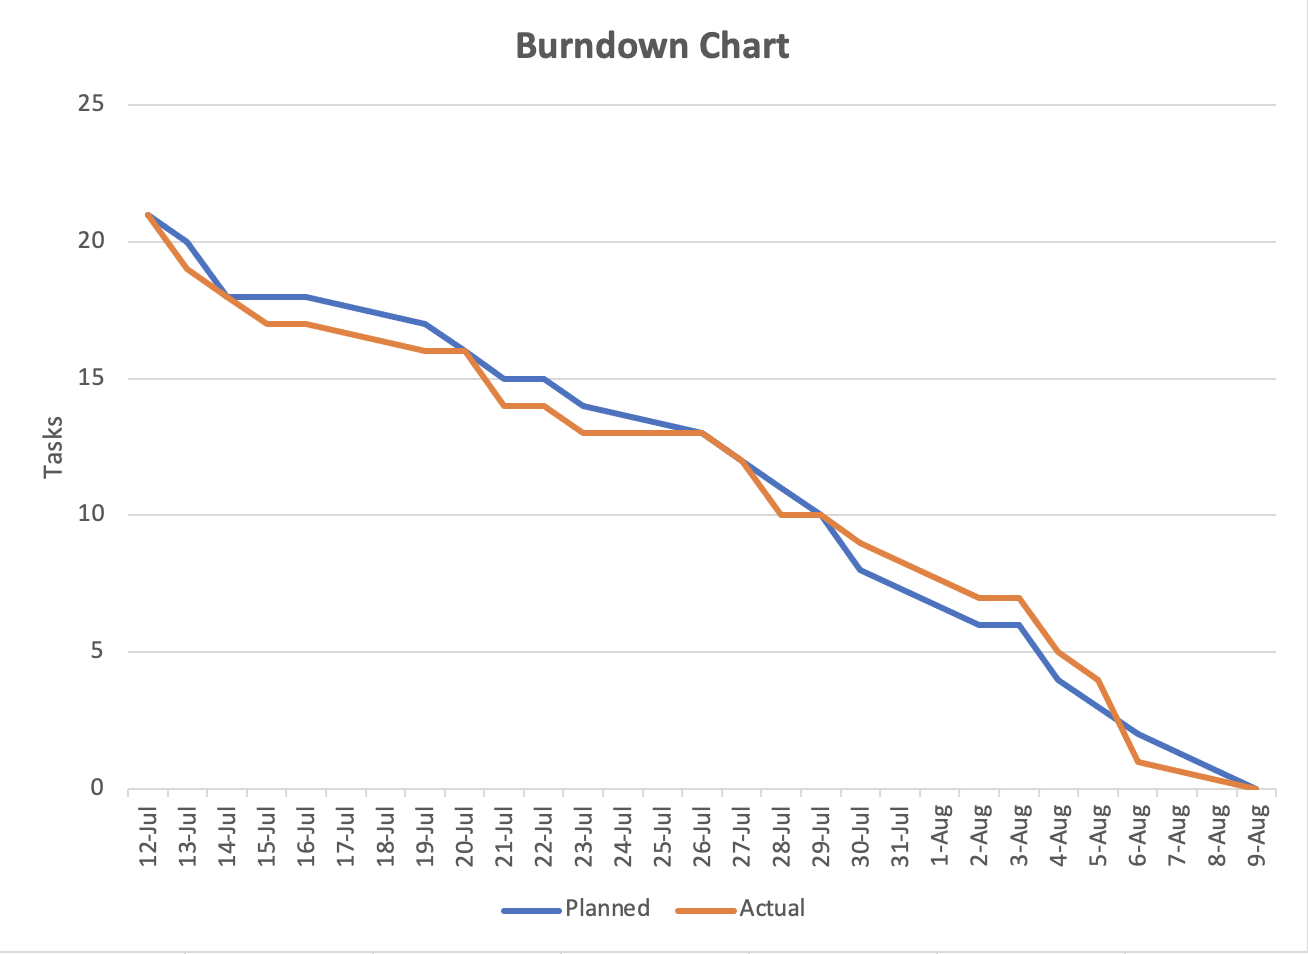 Burndown Chart
25
20
15
10
5
0
Tasks
12-Jul
13-Jul
14-Jul
15-Jul
16-Jul
17-Jul
18-Jul
19-Jul
20-Jul
21-Jul
22-Jul
23-Jul
24-Jul
25-Jul
26-Jul
27-Jul
28-Jul
29-Jul
30-Jul
31-Jul
1-Aug
2-Aug
3-Aug
4-Aug
5-Aug
6-Aug
7-Aug
8-Aug
9-Aug
Planned Actual